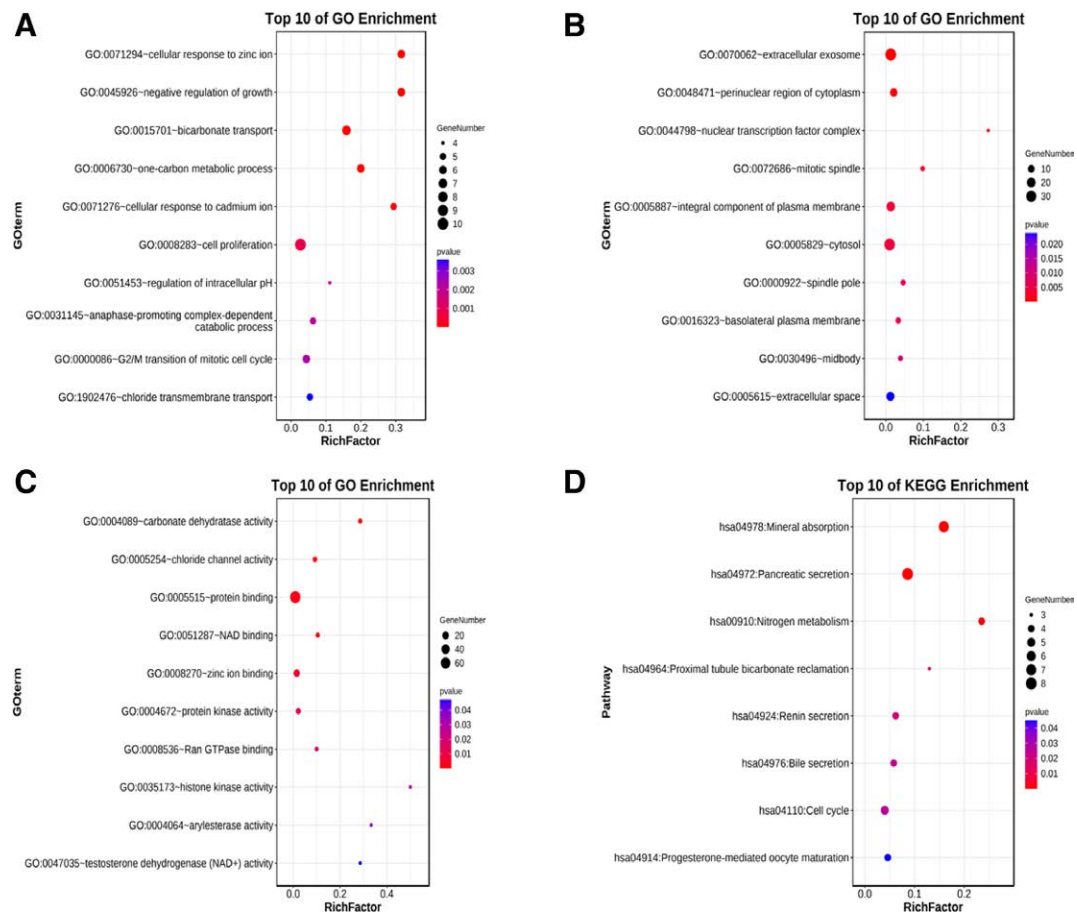 A
Top 10 of GO Enrichment
GOterm
GO:0071294~cellular response to zinc ion
GO:0045926~negative regulation of growth
GO:0015701~bicarbonate transport
GO:0006730~one-carbon metabolic process
GO:0071276~cellular response to cadmium ion
GO:0008283~cell proliferation
GO:0051453~regulation of intracellular pH
GO:0031145~anaphase-promoting complex-dependent
catabolic process
GO:0000086~G2/M transition of mitotic cell cycle
GO:1902476~chloride transmembrane transport
0.0 0.1 0.2 0.3
RichFactor
GeneNumber
4
5
6
7
8
9
10
pvalue
0.003
0.002
0.001
B
Top 10 of GO Enrichment
GOterm
GO:0070062~extracellular exosome
GO:0048471~perinuclear region of cytoplasm
GO:0044798~nuclear transcription factor complex
GO:0072686~mitotic spindle
GO:0005887~integral component of plasma membrane
GO:0005829~cytosol
GO:0000922~spindle pole
GO:0016323~basolateral plasma membrane
GO:0030496~midbody
GO:0005615~extracellular space
0.0 0.1 0.2 0.3
RichFactor
GeneNumber
10
20
30
pvalue
0.020
0.015
0.010
0.005
C
Top 10 of GO Enrichment
GOterm
GO:0004089~carbonate dehydratase activity
GO:0005254~chloride channel activity
GO:0005515~protein binding
GO:0051287~NAD binding
GO:0008270~zinc ion binding
GO:0004672~protein kinase activity
GO:0008536~Ran GTPase binding
GO:0035173~histone kinase activity
GO:0004064~arylesterase activity
GO:0047035~testosterone dehydrogenase (NAD+) activity
0.0 0.2 0.4
RichFactor
GeneNumber
20
40
60
pvalue
0.04
0.03
0.02
0.01
D
Top 10 of KEGG Enrichment
Pathway
hsa04978:Mineral absorption
hsa04972:Pancreatic secretion
hsa00910:Nitrogen metabolism
hsa04964:Proximal tubule bicarbonate reclamation
hsa04924:Renin secretion
hsa04976:Bile secretion
hsa04110:Cell cycle
hsa04914:Progesterone-mediated oocyte maturation
0.0 0.1 0.2
RichFactor
GeneNumber
3
4
5
6
7
8
pvalue
0.04
0.03
0.02
0.01